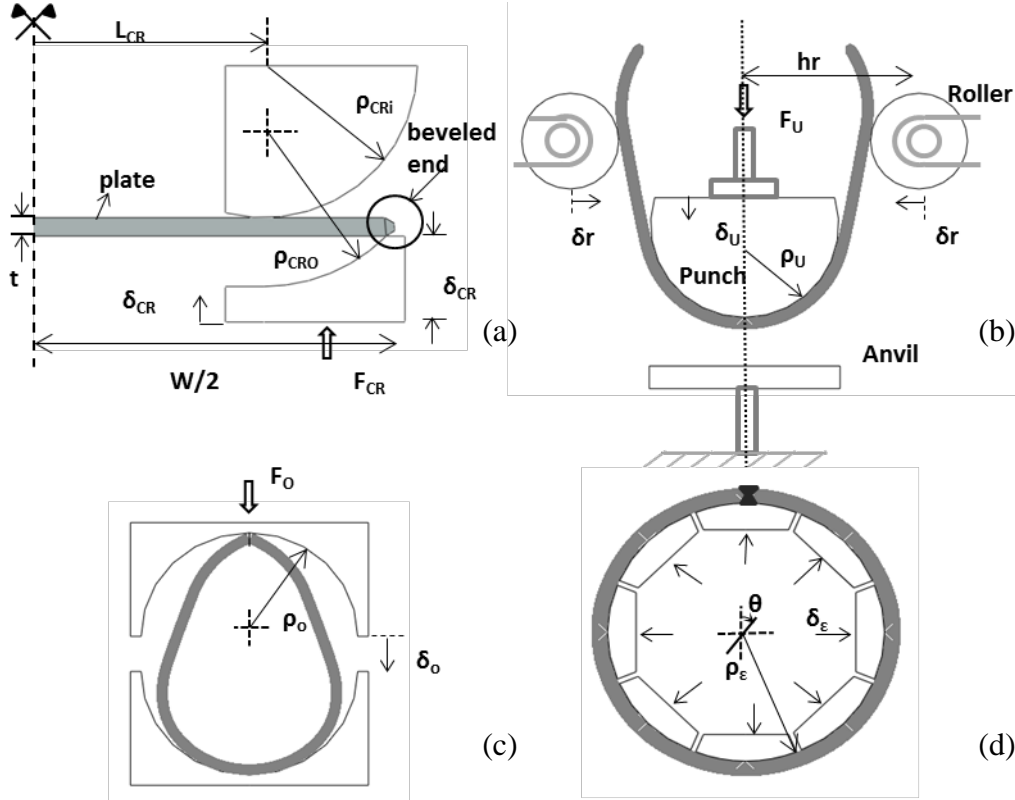 L_CR
ρ_CRi
beveled
end
plate
t
ρ_CRO
δ_CR
δ_CR
W/2
F_CR
(a)
hr
Roller
F_U
δr
δr
δ_U
ρ_U
Punch
(b)
Anvil
F_O
ρ_o
δ_o
(c)
θ
δ_ε
ρ_ε
(d)